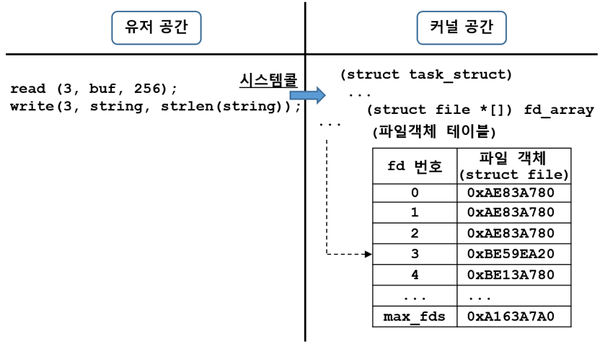 유저 공간
커널 공간
read (3, buf, 256);
write(3, string, strlen(string));
시스템콜
(struct task_struct)
...
(struct file *[]) fd_array
...
(파일객체 테이블)
fd 번호 파일 객체
(struct file)
0 0xAE83A780
1 0xAE83A780
2 0xAE83A780
3 0xBE59EA20
4 0xBE13A780
... ...
max_fds 0xA163A7A0